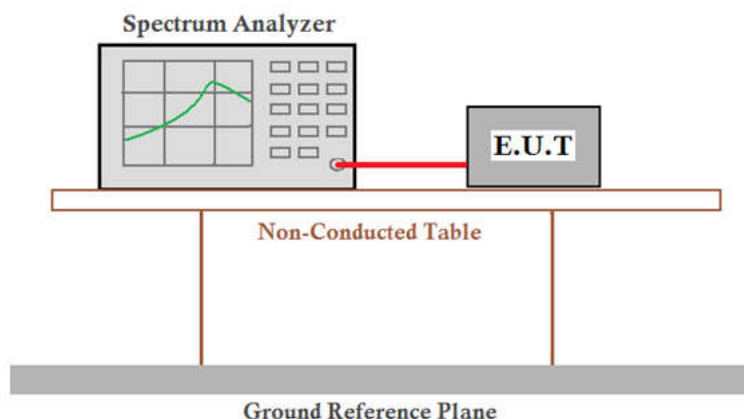 Spectrum Analyzer
E.U.T
Non-Conducted Table
Ground Reference Plane